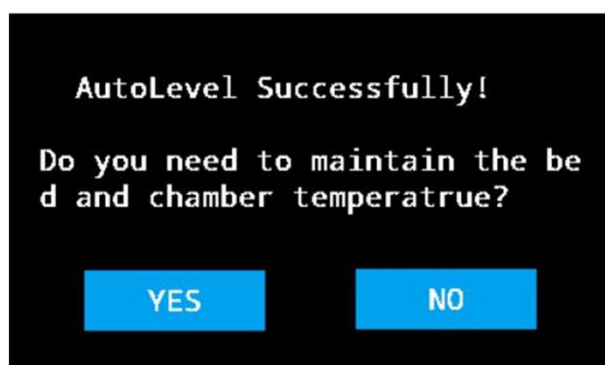 AutoLevel Successfully!
Do you need to maintain the be
d and chamber temperatrue?
YES
NO